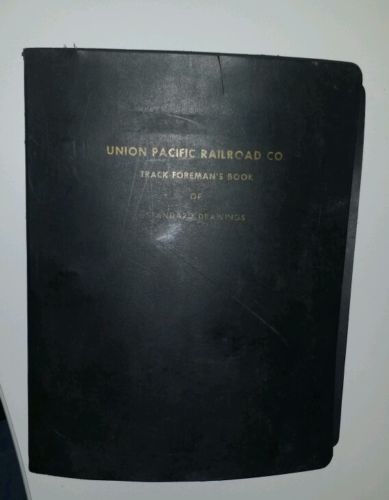 UNION PACIFIC RAILROAD CO
TRACK FOREMAN'S BOOK
OF
STANDARD DRAWINGS